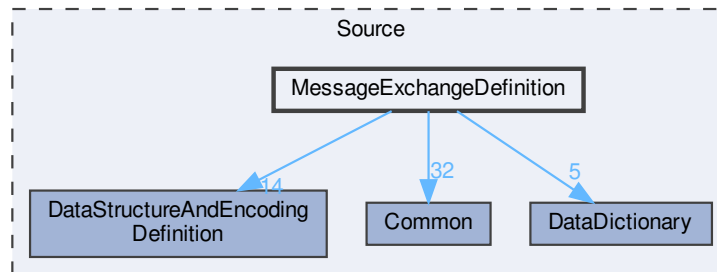 Source
MessageExchangeDefinition
14
32
5
DataStructureAndEncoding
Definition
Common
DataDictionary